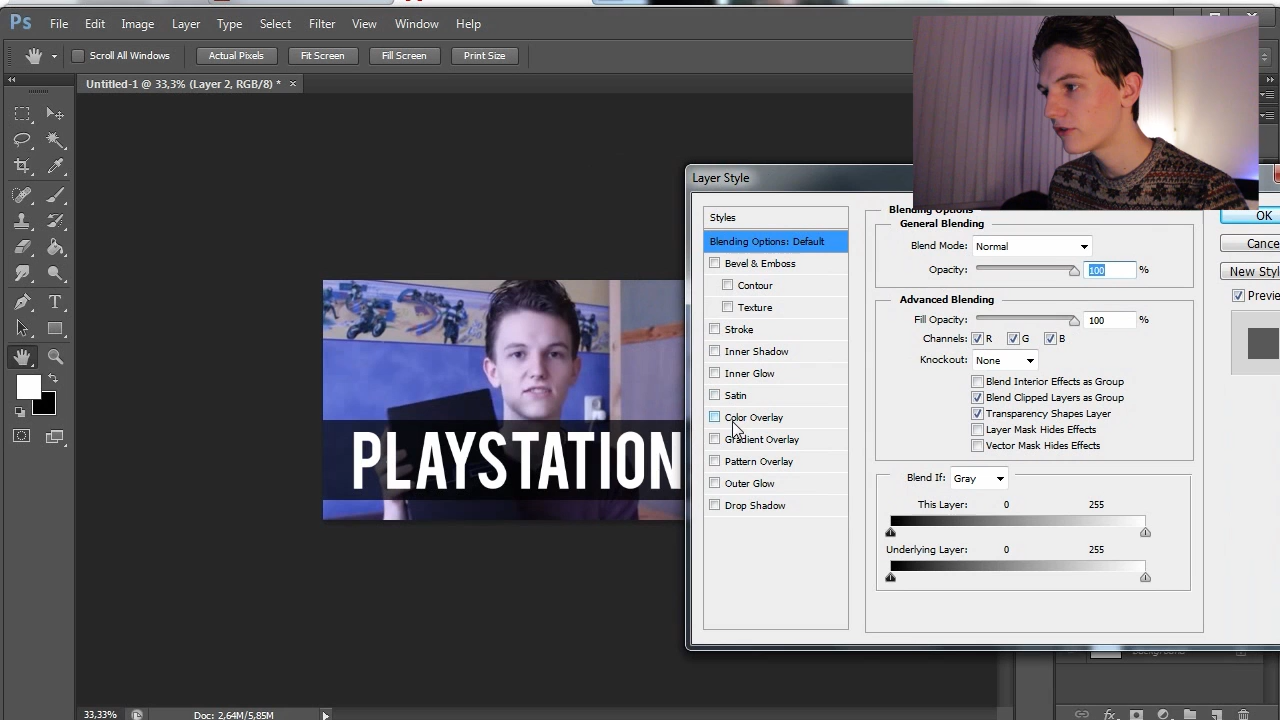 Ps File Edit Image Layer Type Select Filter View Window Help
Scroll All Windows Actual Pixels Fit Screen Fill Screen Print Size
Untitled-1 @ 33,3% (Layer 2, RGB/8) * ×
Layer Style
Styles
Blending Options: Default
Bevel & Emboss
Contour
Texture
Stroke
Inner Shadow
Inner Glow
Satin
Color Overlay
Gradient Overlay
Pattern Overlay
Outer Glow
Drop Shadow
Blending Options
General Blending
Blend Mode: Normal
Opacity: 100 %
Advanced Blending
Fill Opacity: 100 %
Channels: R G B
Knockout: None
Blend Interior Effects as Group
Blend Clipped Layers as Group
Transparency Shapes Layer
Layer Mask Hides Effects
Vector Mask Hides Effects
Blend If: Gray
This Layer: 0 255
Underlying Layer: 0 255
OK
Cance
New Styl
Previe
PLAYSTATION
Background
fx
33,33% Doc: 2,64M/5,85M